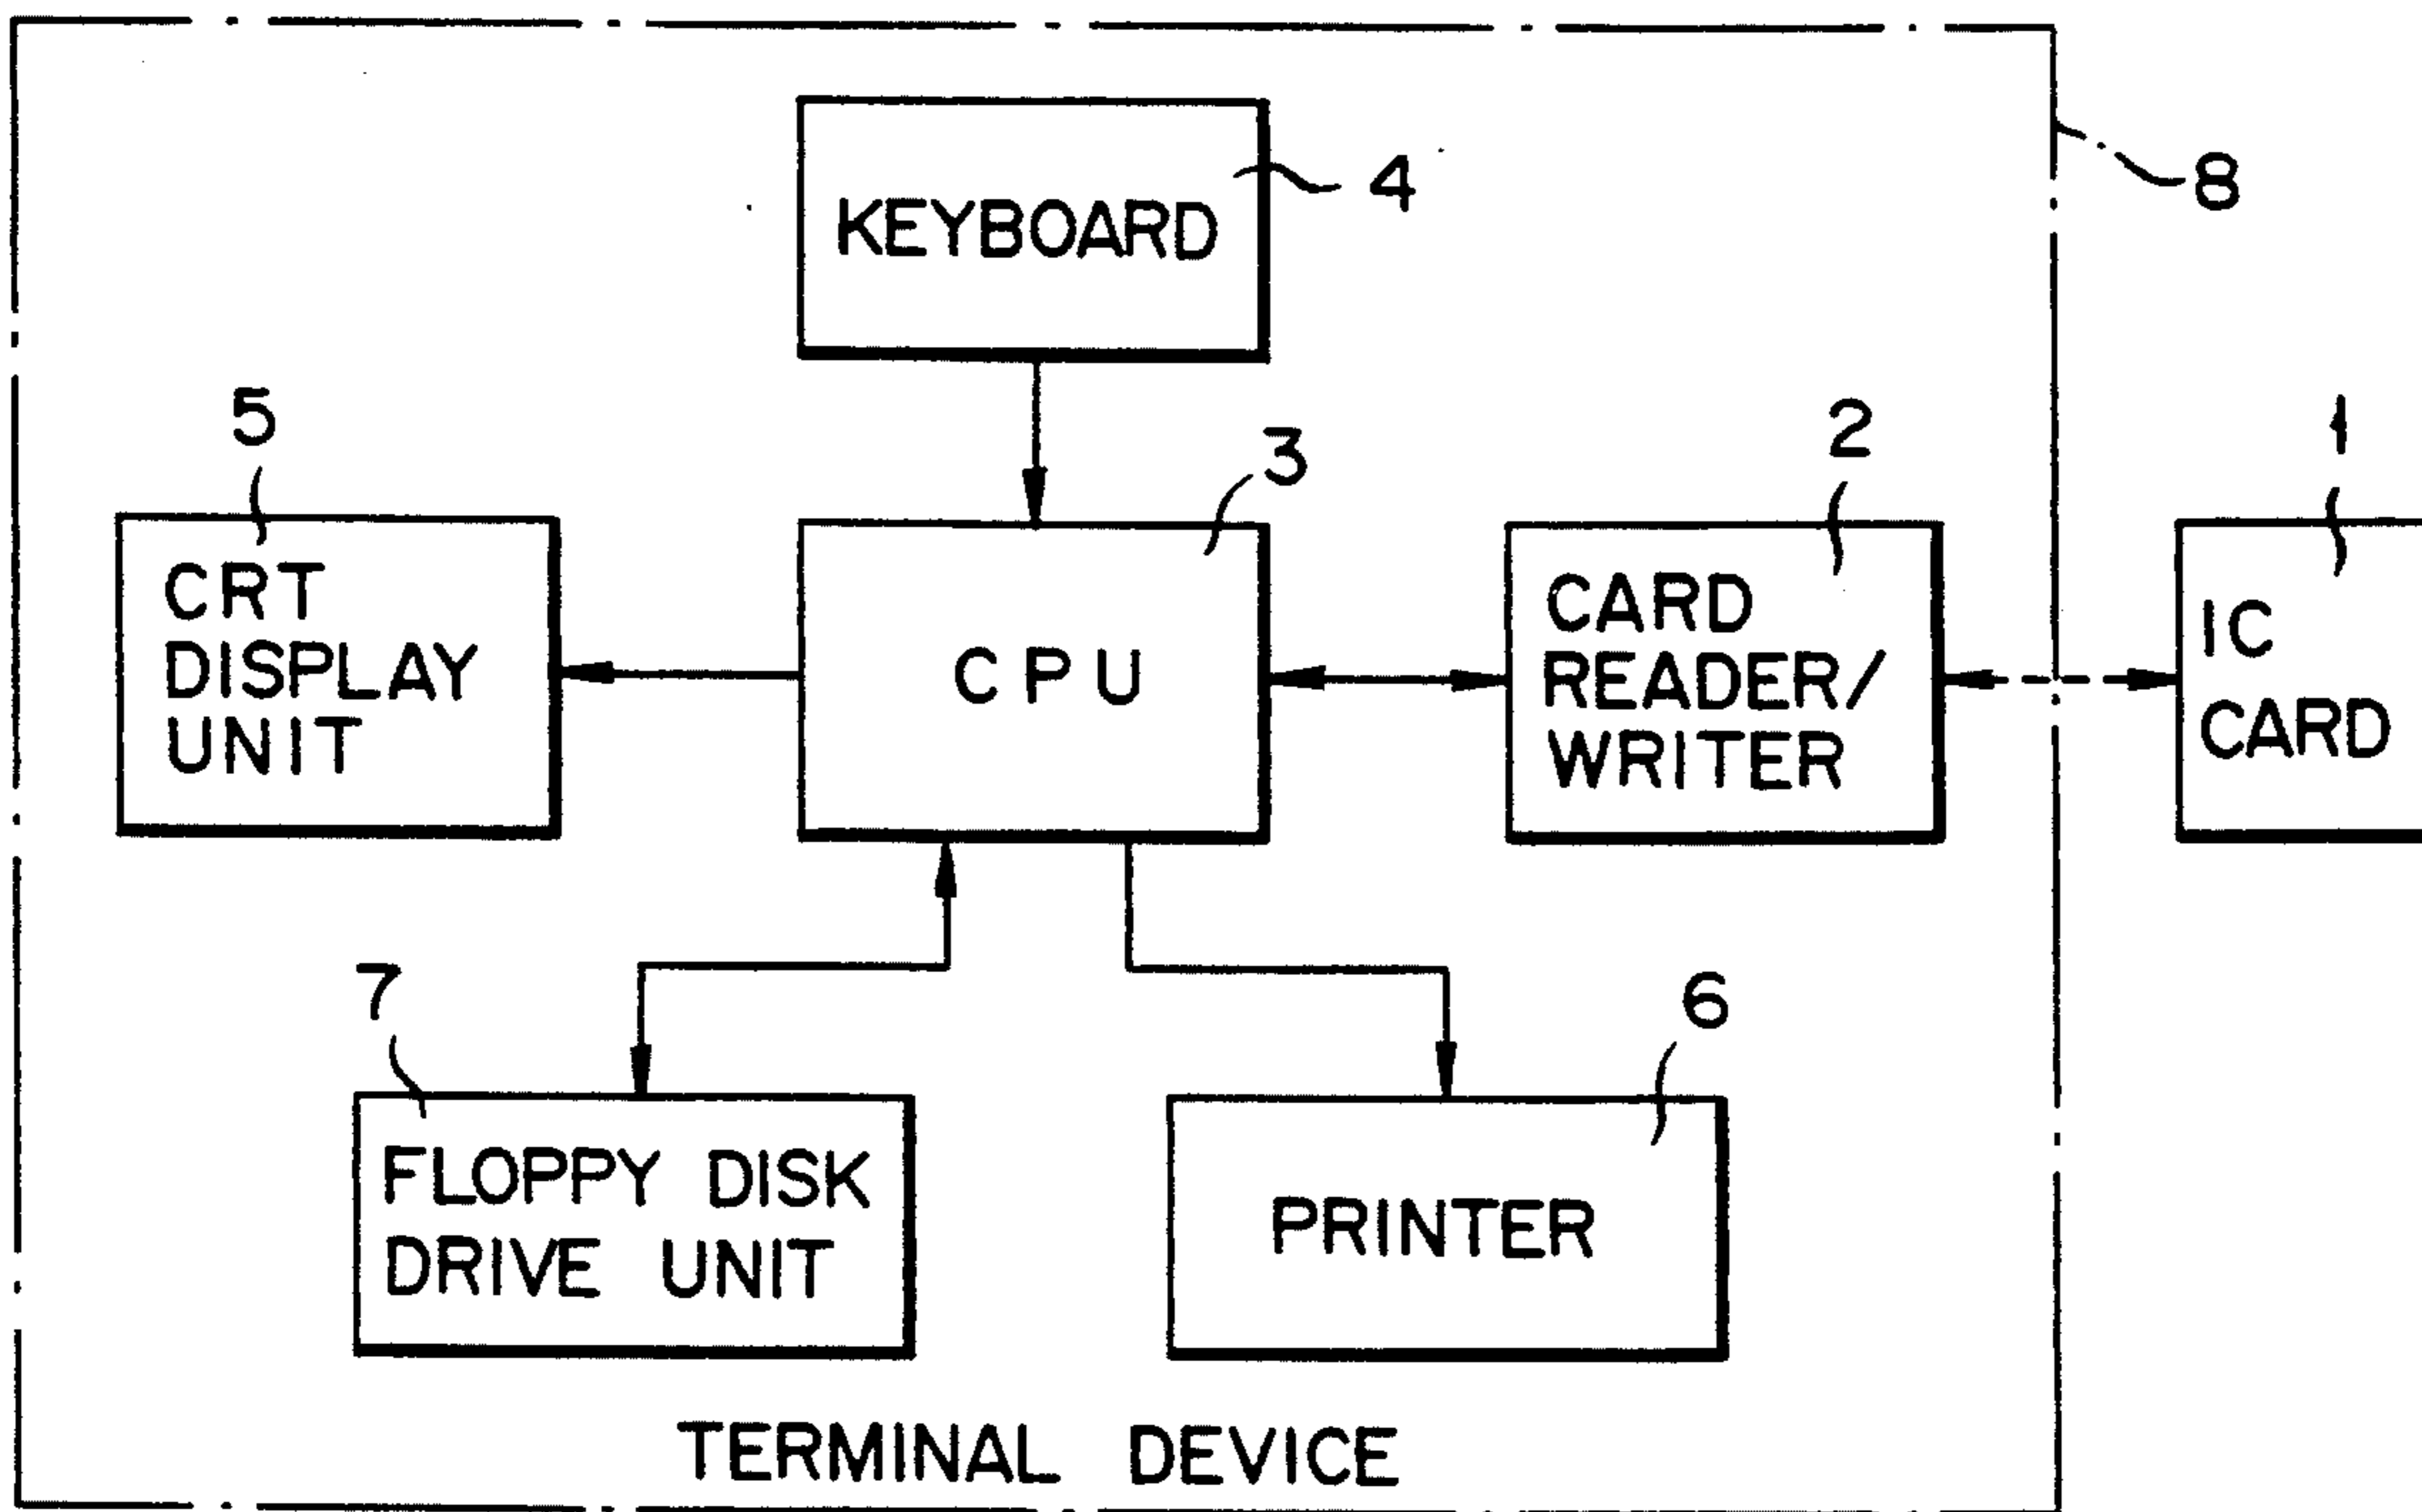 KEYBOARD
4
8
5
CRT
DISPLAY
UNIT
3
CPU
2
CARD
READER/
WRITER
1
IC
CARD
7
FLOPPY DISK
DRIVE UNIT
6
PRINTER
TERMINAL DEVICE